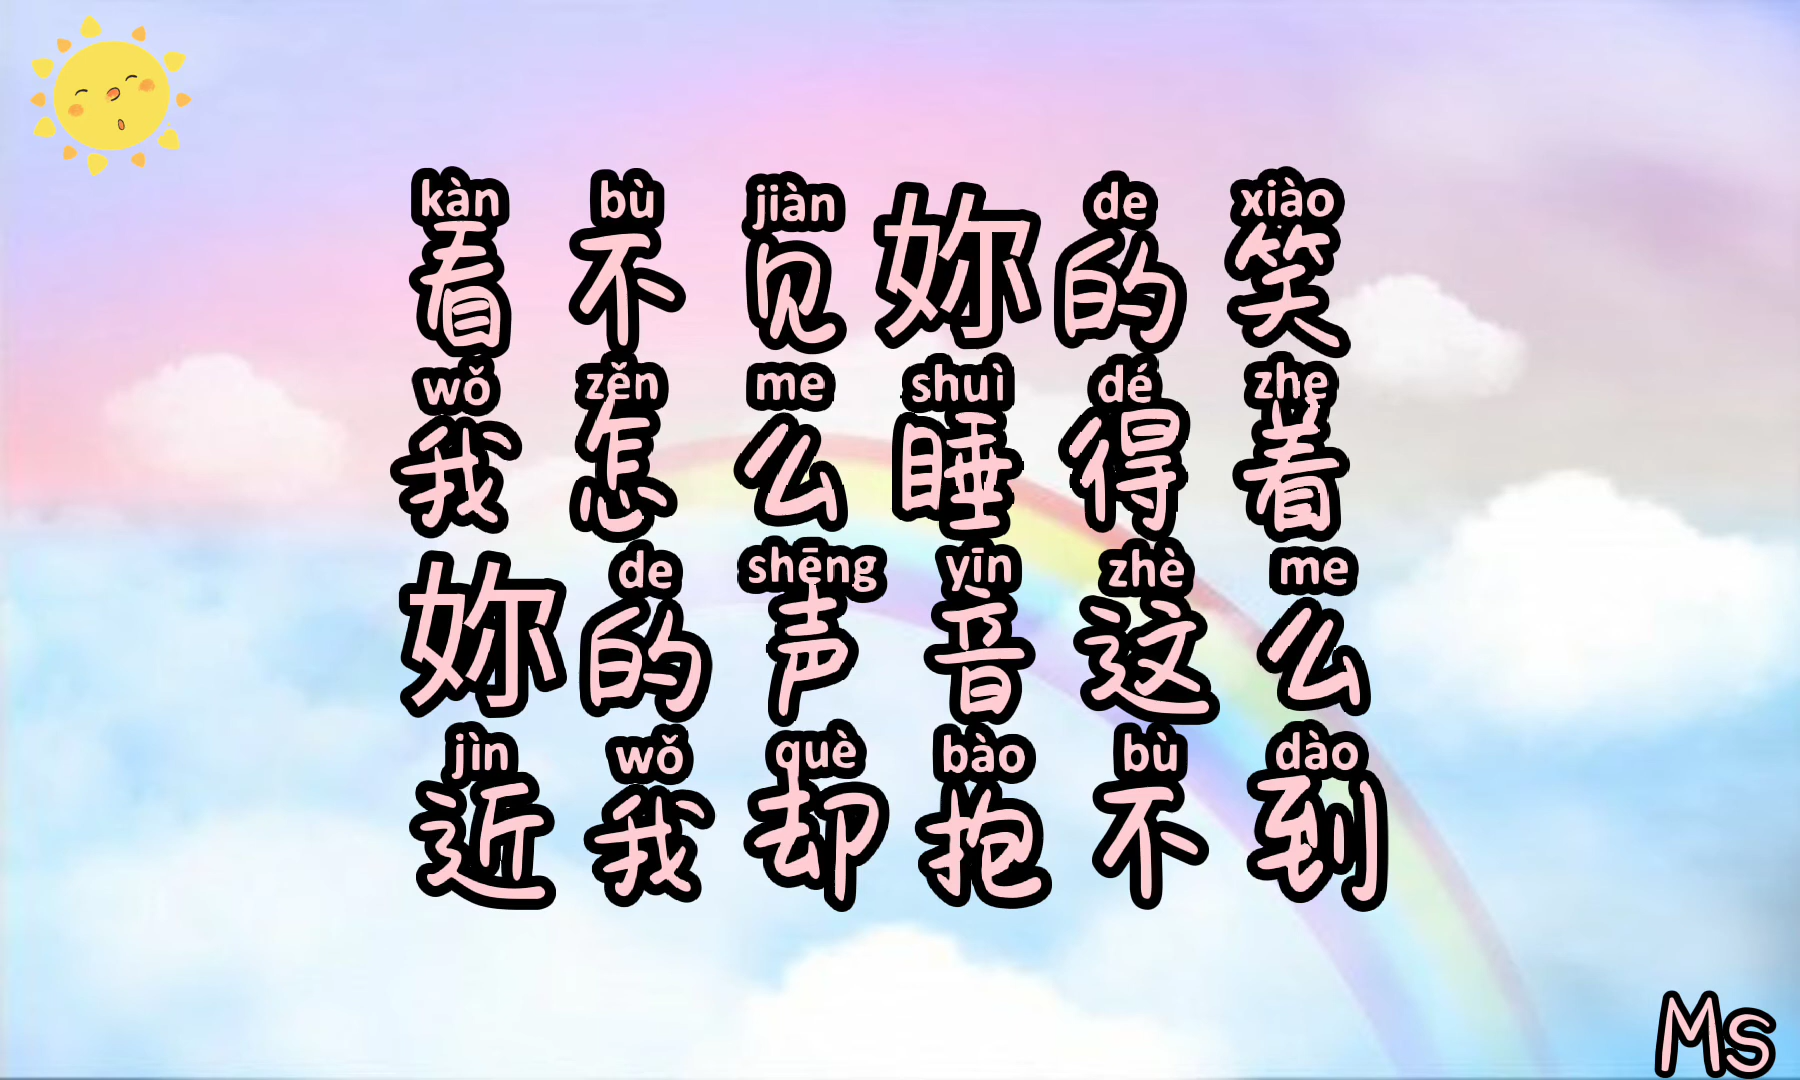 kàn bù jiàn de xiào
看不见妳的笑
wǒ zěn me shuì dé zhe
我怎么睡得着
de shēng yīn zhè me
妳的声音这么
jìn wǒ què bào bù dào
近我却抱不到
Ms